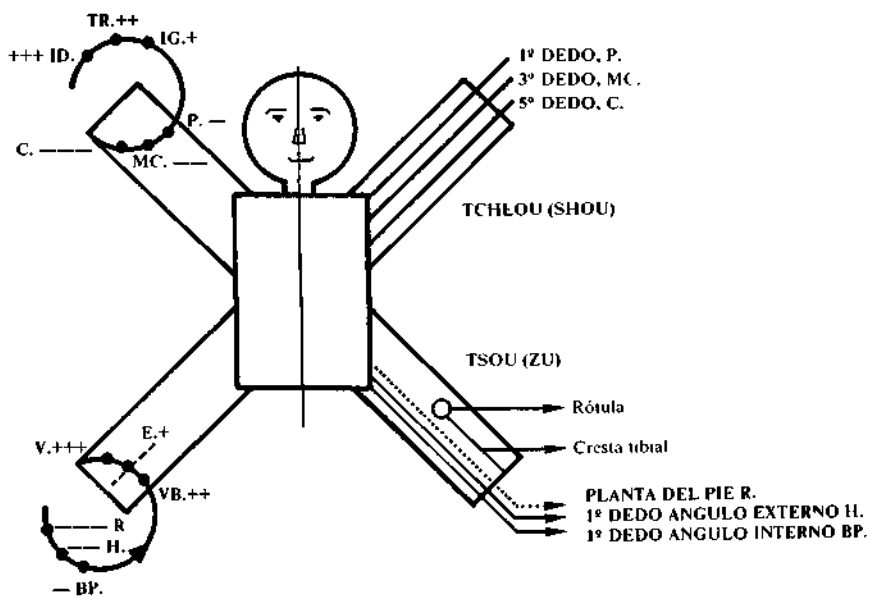 TR.++
IG.+
+++ ID.
P. —
C. — — —
MC. — —
1º DEDO, P.
3º DEDO, MC.
5º DEDO, C.
TCHEOU (SHOU)
TSOU (ZU)
Rótula
Cresta tibial
PLANTA DEL PIE R.
1º DEDO ANGULO EXTERNO H.
1º DEDO ANGULO INTERNO BP.
E.+
V.+++
VB.++
— — — R
— — H.
— BP.